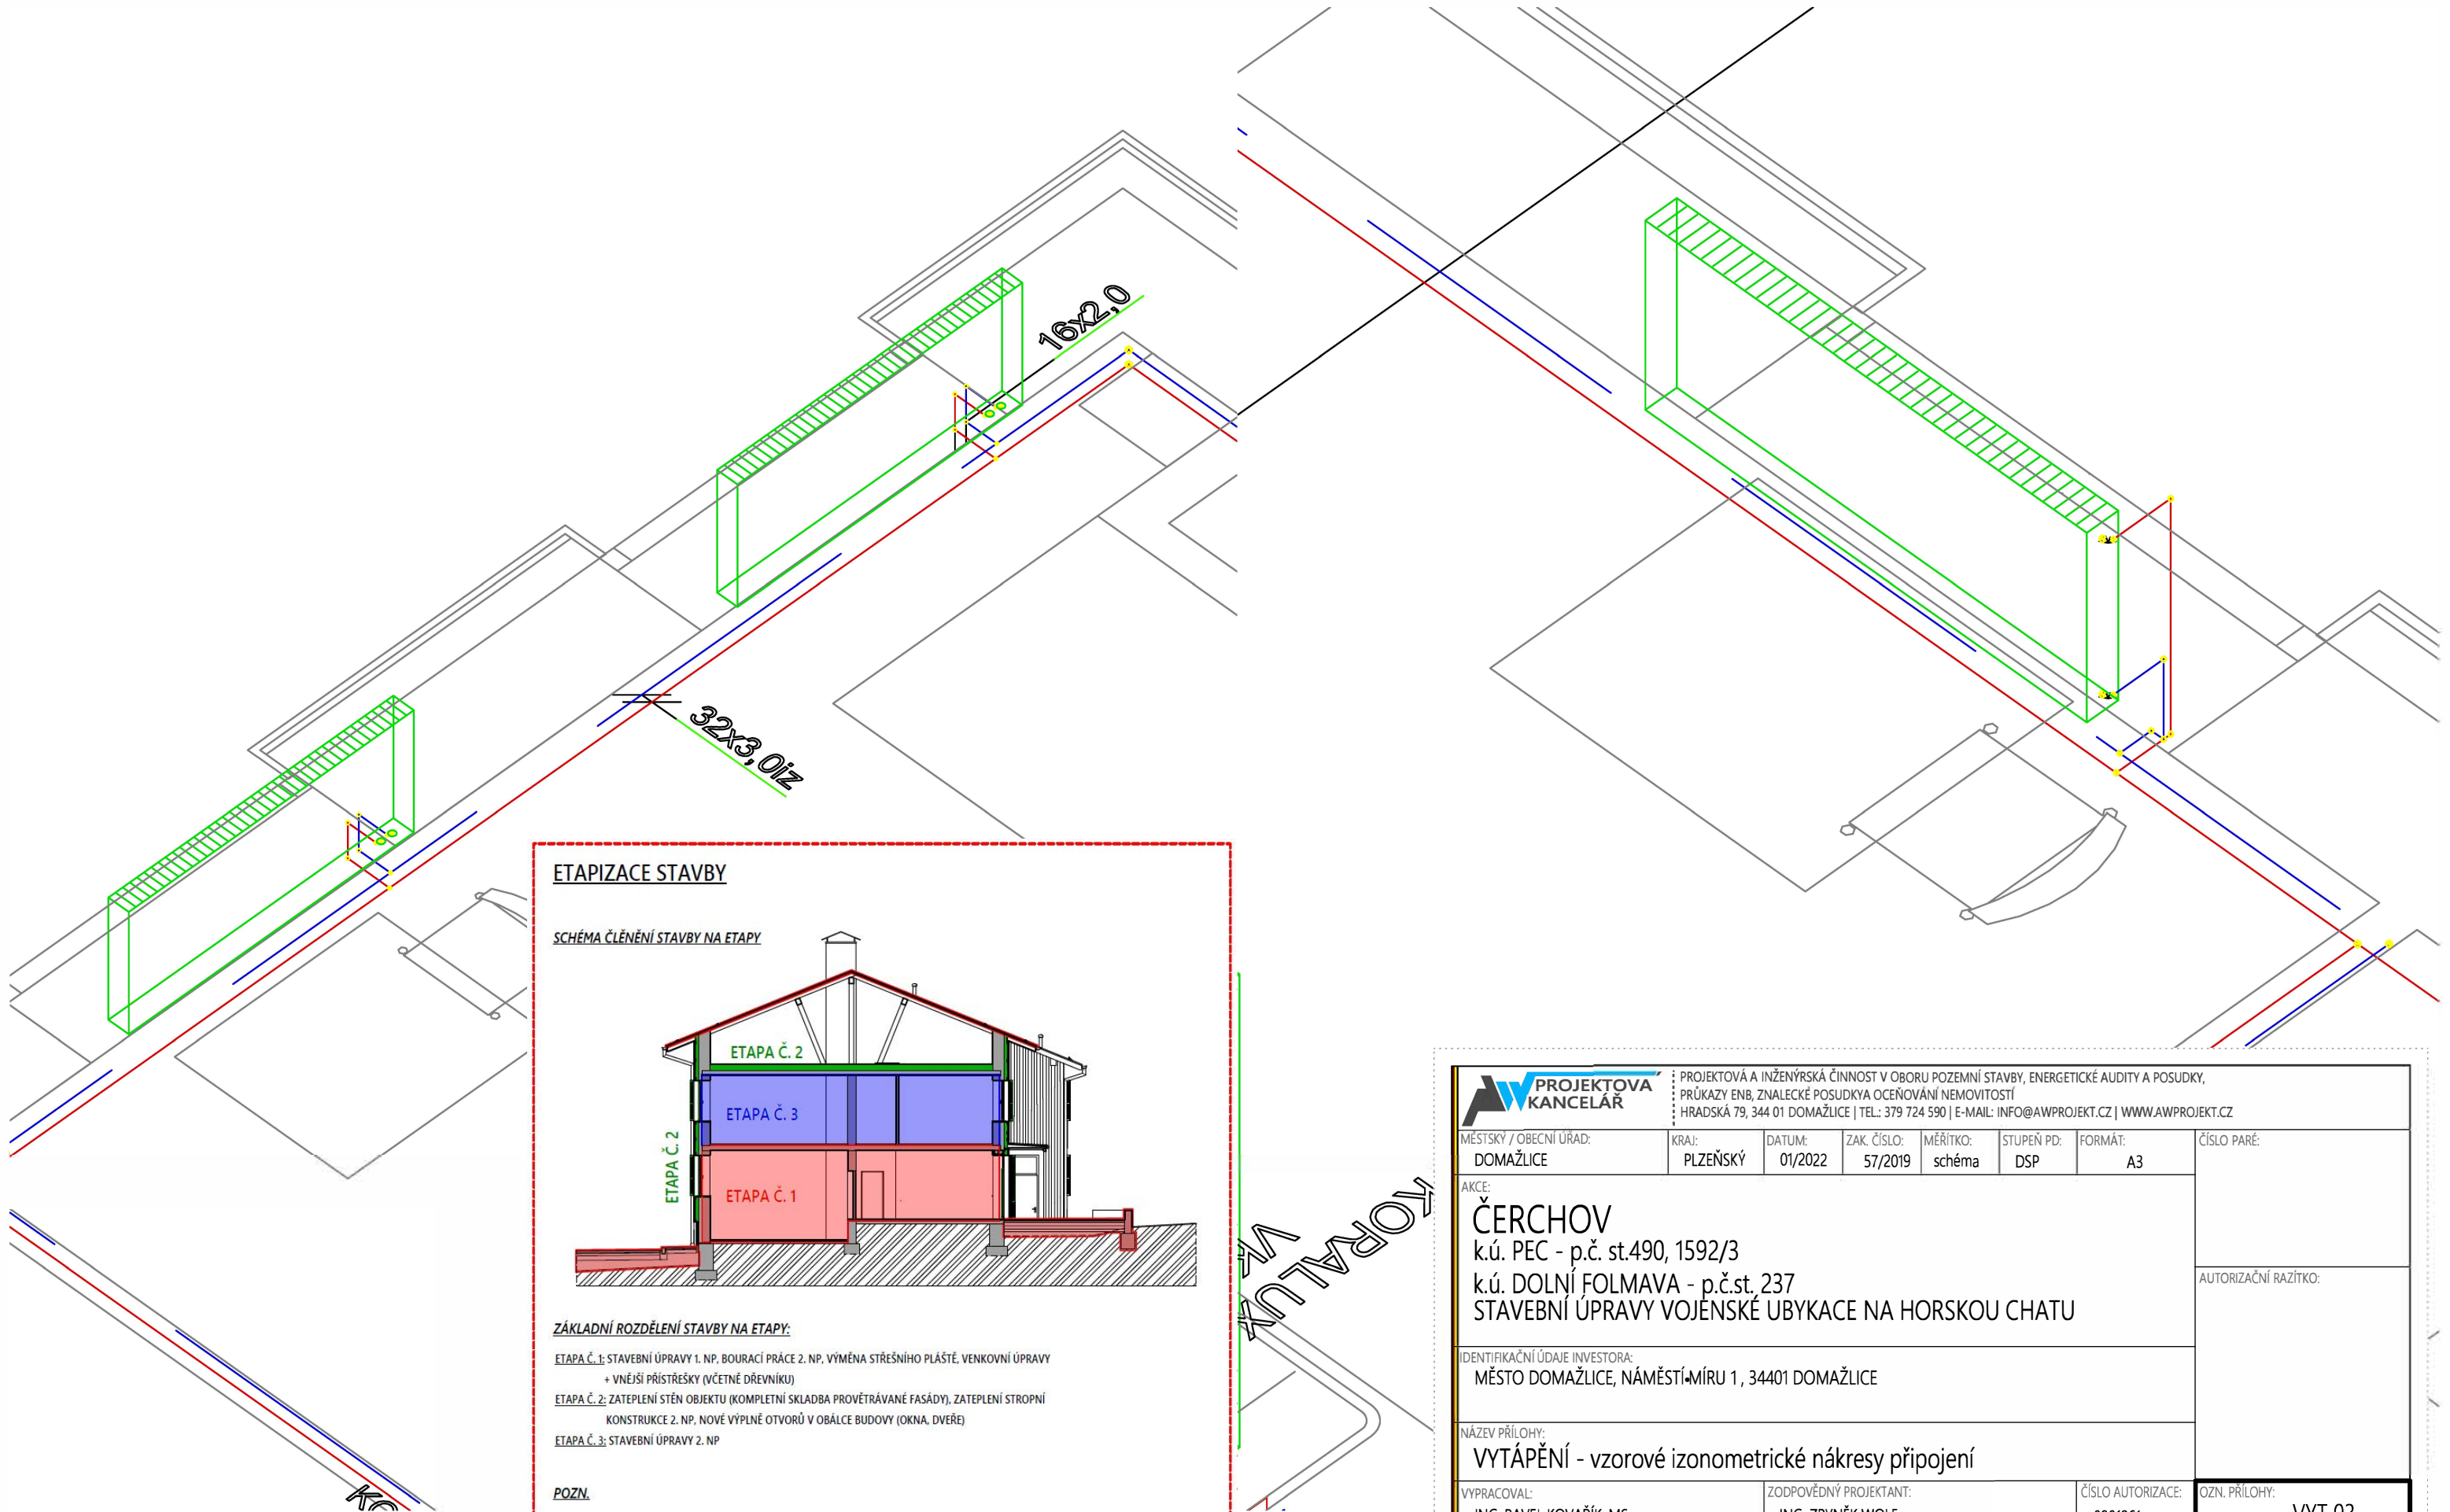 16x2,0
32x3,0iz
ETAPIZACE STAVBY
SCHÉMA ČLĚNĚNÍ STAVBY NA ETAPY
ETAPA Č. 2
ETAPA Č. 3
ETAPA Č. 2
ETAPA Č. 1
ZÁKLADNÍ ROZDĚLENÍ STAVBY NA ETAPY:
ETAPA Č. 1: STAVEBNÍ ÚPRAVY 1. NP, BOURACÍ PRÁCE 2. NP, VÝMĚNA STŘEŠNÍHO PLÁŠTĚ, VENKOVNÍ ÚPRAVY
+ VNĚJŠÍ PŘÍSTŘEŠKY (VČETNĚ DŘEVNÍKU)
ETAPA Č. 2: ZATEPLENÍ STĚN OBJEKTU (KOMPLETNÍ SKLADBA PROVĚTRÁVANÉ FASÁDY), ZATEPLENÍ STROPNÍ
KONSTRUKCE 2. NP, NOVÉ VÝPLNĚ OTVORŮ V OBÁLCE BUDOVY (OKNA, DVEŘE)
ETAPA Č. 3: STAVEBNÍ ÚPRAVY 2. NP
POZN.
KORALUX
AW PROJEKTOVA
KANCELÁŘ
PROJEKTOVÁ A INŽENÝRSKÁ ČINNOST V OBORU POZEMNÍ STAVBY, ENERGETICKÉ AUDITY A POSUDKY,
PRŮKAZY ENB, ZNALECKÉ POSUDKYA OCEŇOVÁNÍ NEMOVITOSTÍ
HRADSKÁ 79, 344 01 DOMAŽLICE | TEL.: 379 724 590 | E-MAIL: INFO@AWPROJEKT.CZ | WWW.AWPROJEKT.CZ
MĚSTSKÝ / OBECNÍ ÚŘAD: KRAJ: DATUM: ZAK. ČÍSLO: MĚŘÍTKO: STUPEŇ PD: FORMÁT: ČÍSLO PARÉ:
DOMAŽLICE PLZEŇSKÝ 01/2022 57/2019 schéma DSP A3
AKCE:
ČERCHOV
k.ú. PEC - p.č. st.490, 1592/3
k.ú. DOLNÍ FOLMAVA - p.č.st. 237
STAVEBNÍ ÚPRAVY VOJENSKÉ UBYKACE NA HORSKOU CHATU
AUTORIZAČNÍ RAZÍTKO:
IDENTIFIKAČNÍ ÚDAJE INVESTORA:
MĚSTO DOMAŽLICE, NÁMĚSTÍ MÍRU 1 , 34401 DOMAŽLICE
NÁZEV PŘÍLOHY:
VYTÁPĚNÍ - vzorové izonometrické nákresy připojení
VYPRACOVAL: ZODPOVĚDNÝ PROJEKTANT: ČÍSLO AUTORIZACE: OZN. PŘÍLOHY: